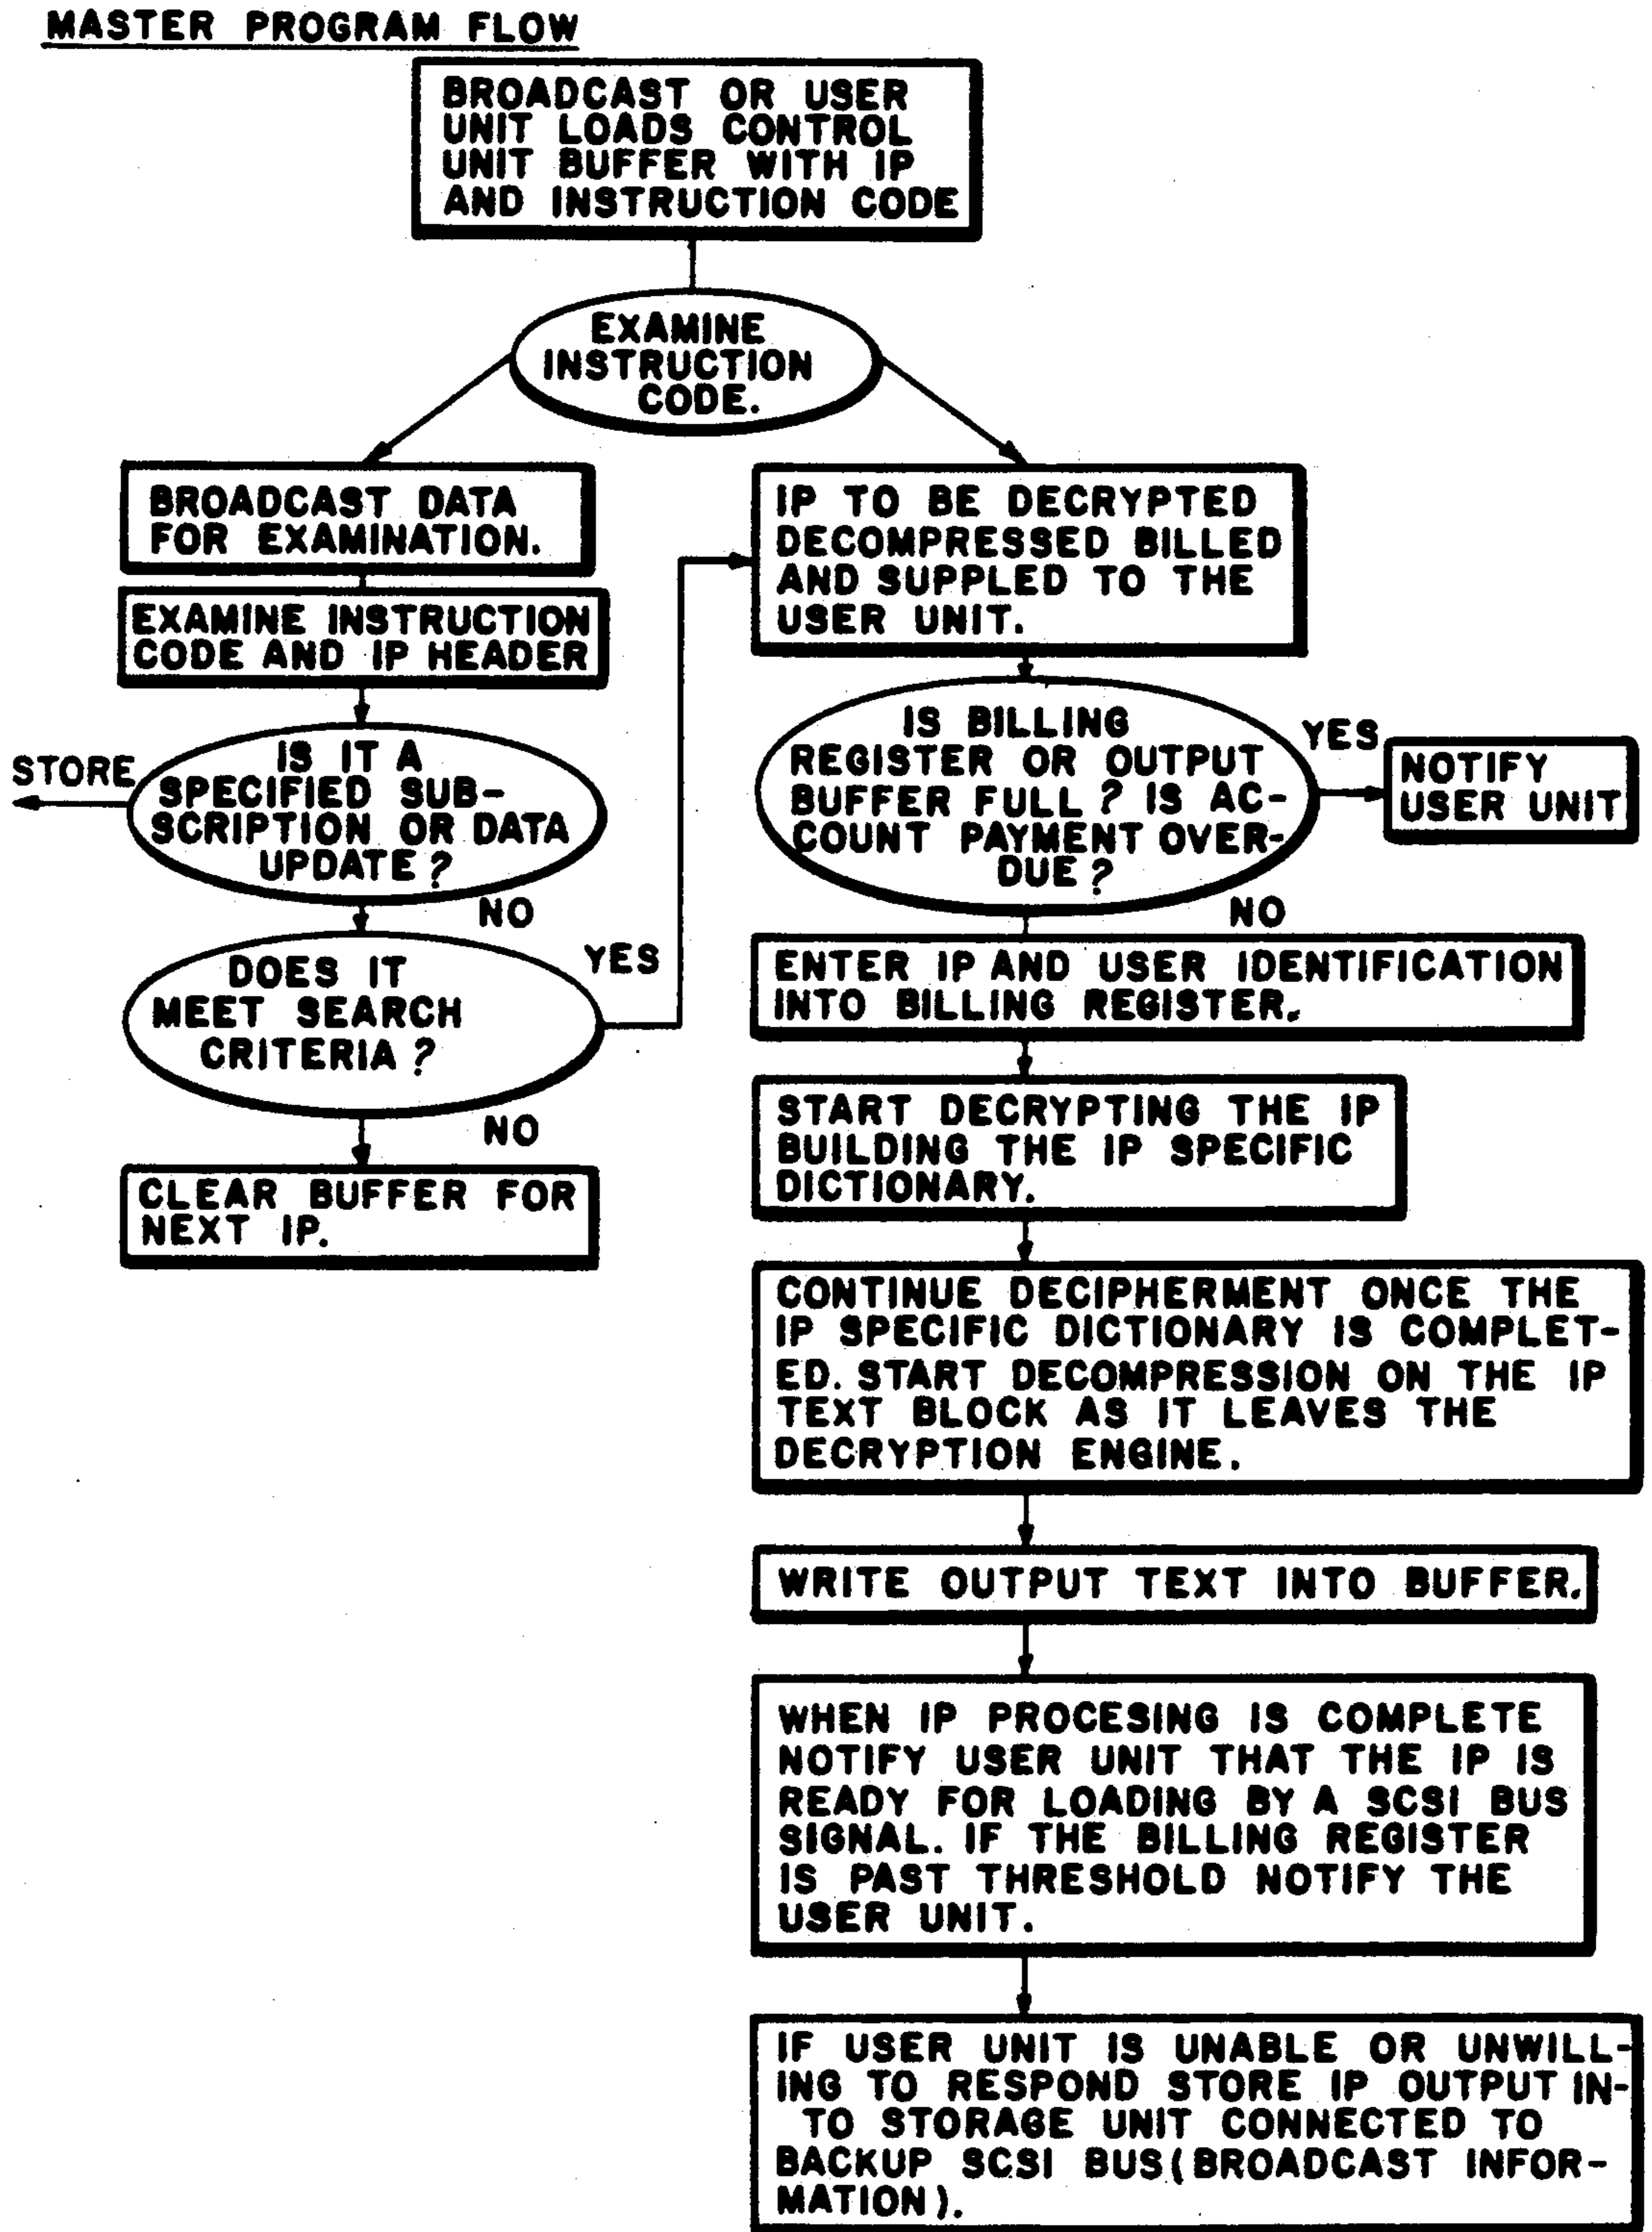 MASTER PROGRAM FLOW
BROADCAST OR USER
UNIT LOADS CONTROL
UNIT BUFFER WITH IP
AND INSTRUCTION CODE
EXAMINE
INSTRUCTION
CODE.
BROADCAST DATA
FOR EXAMINATION.
EXAMINE INSTRUCTION
CODE AND IP HEADER
STORE
IS IT A
SPECIFIED SUB-
SCRIPTION OR DATA
UPDATE?
NO
DOES IT
MEET SEARCH
CRITERIA?
YES
NO
CLEAR BUFFER FOR
NEXT IP.
IP TO BE DECRYPTED
DECOMPRESSED BILLED
AND SUPPLED TO THE
USER UNIT.
IS BILLING
REGISTER OR OUTPUT
BUFFER FULL? IS AC-
COUNT PAYMENT OVER-
DUE?
YES
NOTIFY
USER UNIT
NO
ENTER IP AND USER IDENTIFICATION
INTO BILLING REGISTER.
START DECRYPTING THE IP
BUILDING THE IP SPECIFIC
DICTIONARY.
CONTINUE DECIPHERMENT ONCE THE
IP SPECIFIC DICTIONARY IS COMPLET-
ED. START DECOMPRESSION ON THE IP
TEXT BLOCK AS IT LEAVES THE
DECRYPTION ENGINE.
WRITE OUTPUT TEXT INTO BUFFER.
WHEN IP PROCESING IS COMPLETE
NOTIFY USER UNIT THAT THE IP IS
READY FOR LOADING BY A SCSI BUS
SIGNAL. IF THE BILLING REGISTER
IS PAST THRESHOLD NOTIFY THE
USER UNIT.
IF USER UNIT IS UNABLE OR UNWILL-
ING TO RESPOND STORE IP OUTPUT IN-
TO STORAGE UNIT CONNECTED TO
BACKUP SCSI BUS (BROADCAST INFOR-
MATION).